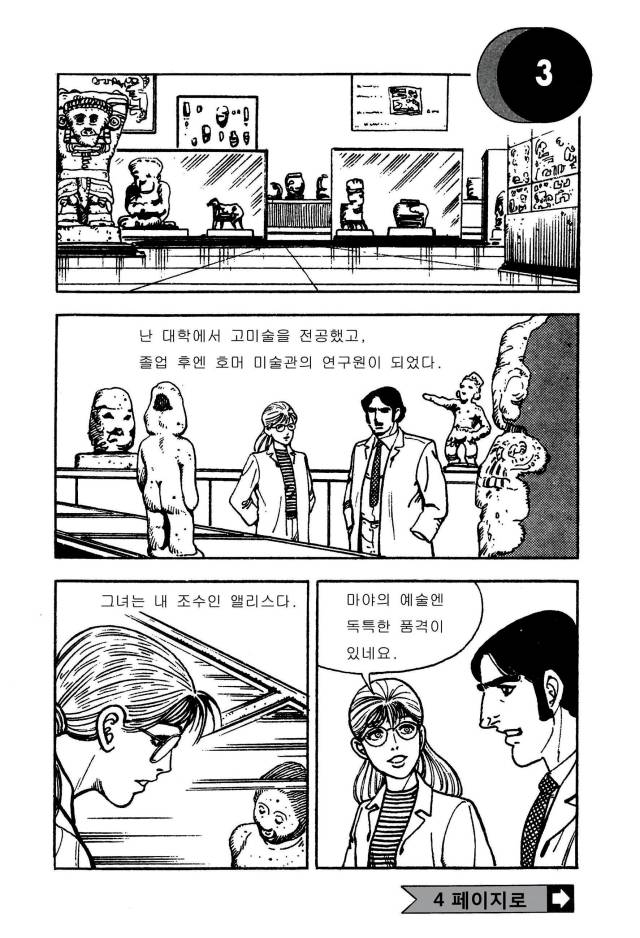 3
난 대학에서 고미술을 전공했고,
졸업 후엔 호머 미술관의 연구원이 되었다.
그녀는 내 조수인 앨리스다.
마야의 예술엔
독특한 품격이
있네요.
4 페이지로